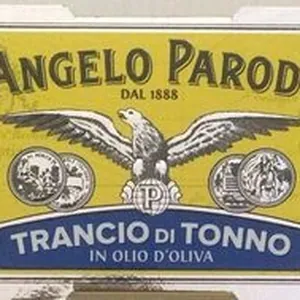 ANGELO PAROD
DAL 1888
P
TRANCIO DI TONNO
IN OLIO D'OLIVA